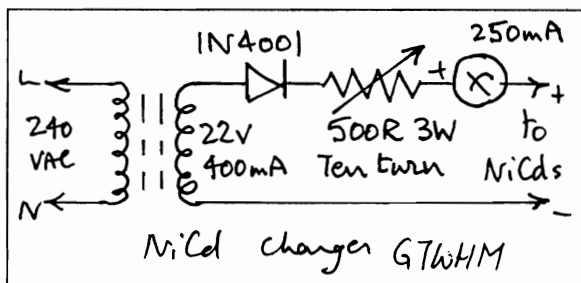 250mA
1N4001
L
+
+
240
VAC
22V
400mA
500R 3W
Ten turn
to
NiCds
N
-
NiCd charger G7WHM